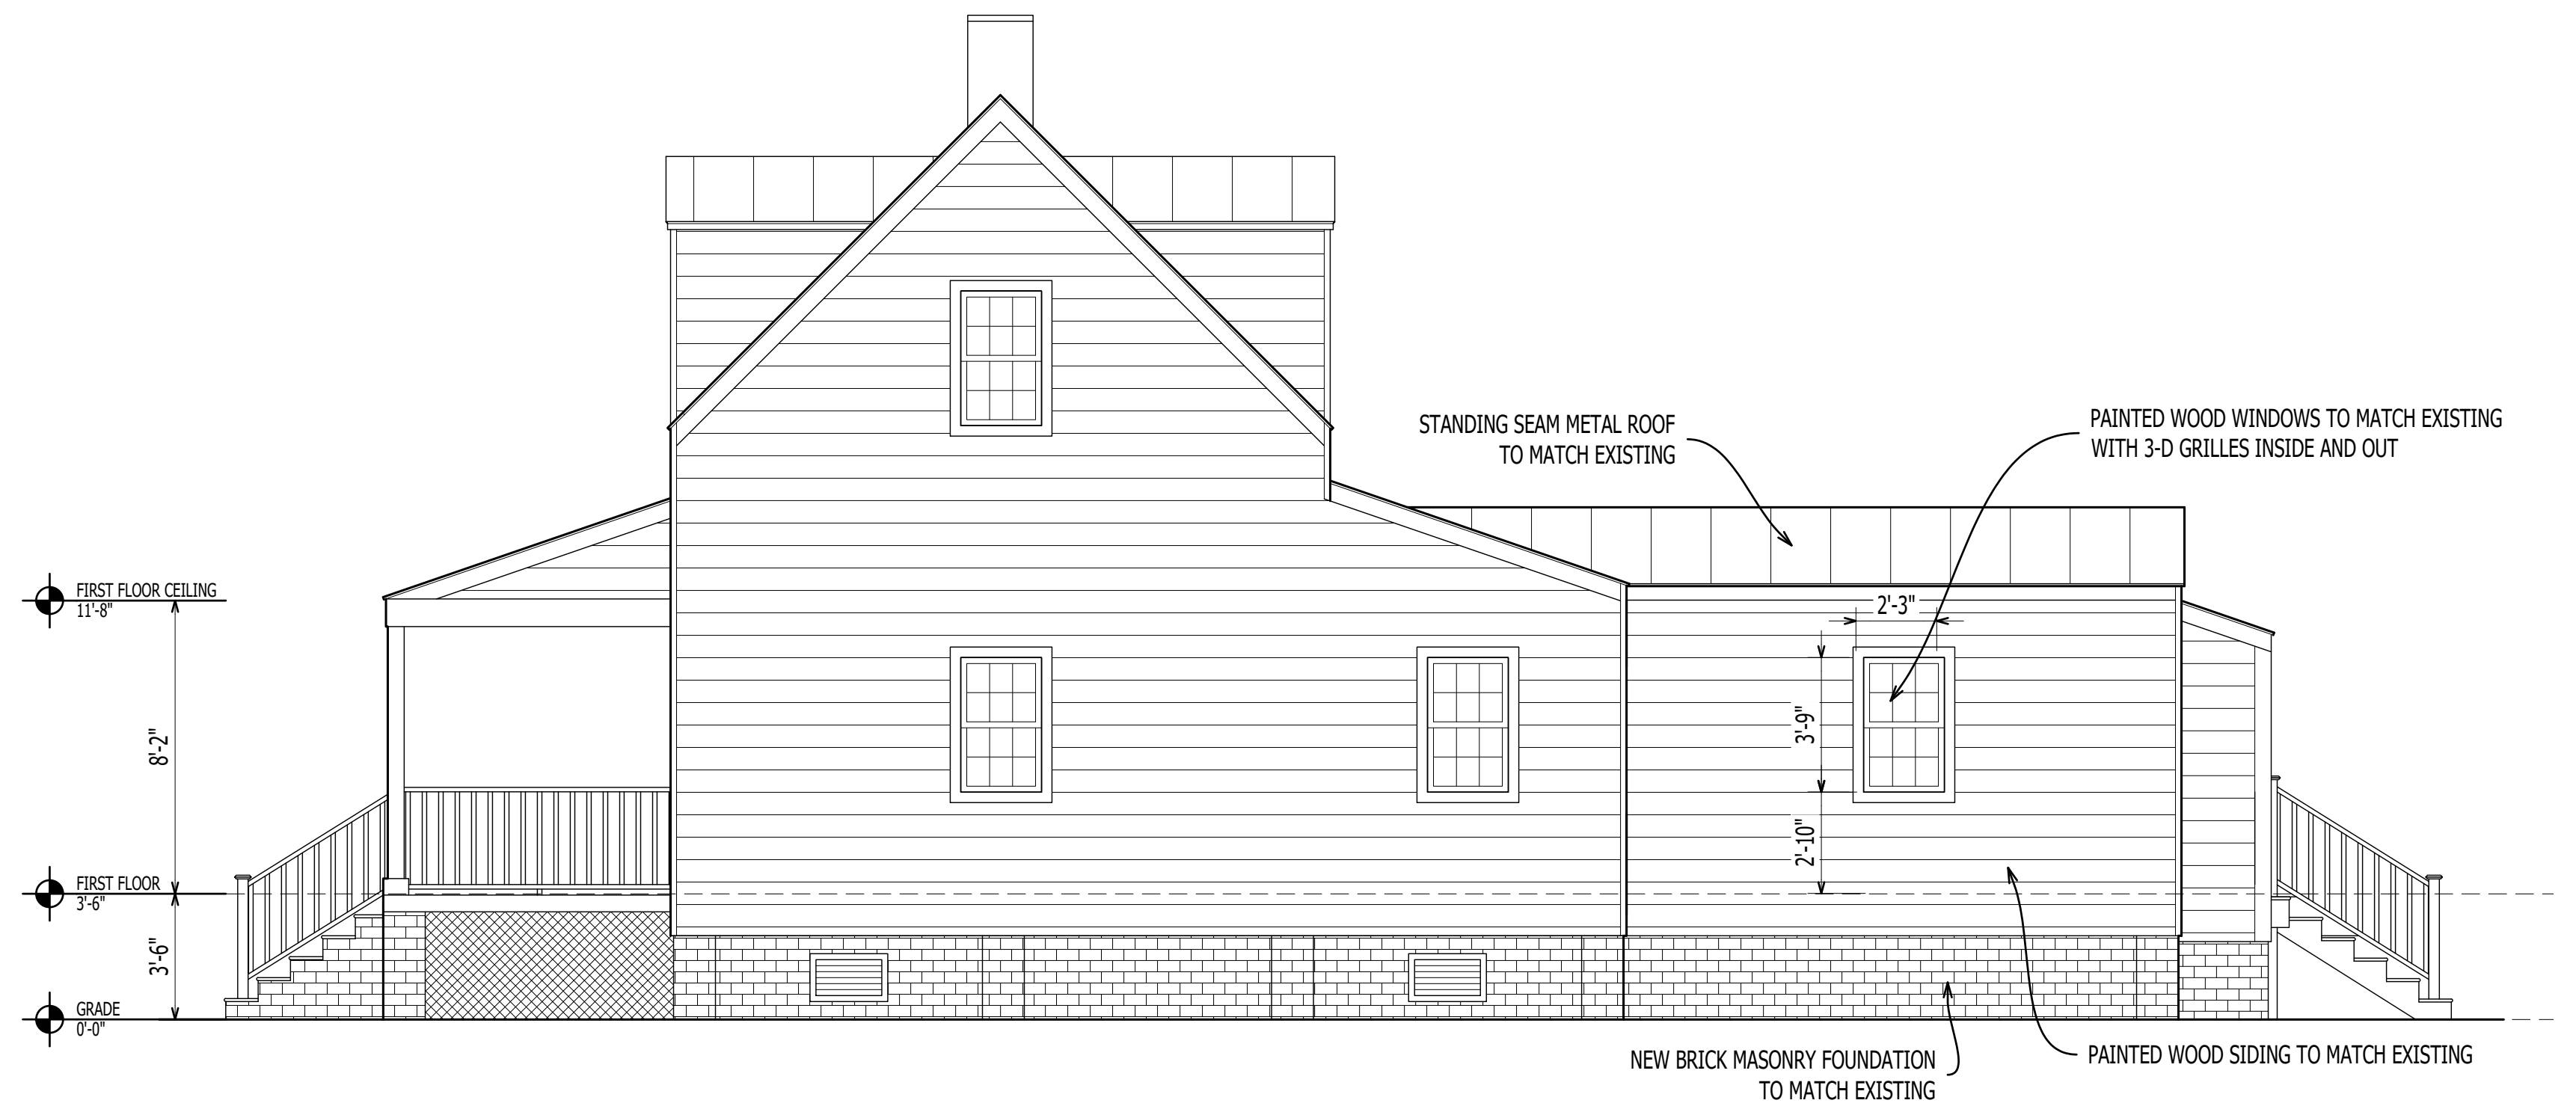 STANDING SEAM METAL ROOF
TO MATCH EXISTING
PAINTED WOOD WINDOWS TO MATCH EXISTING
WITH 3-D GRILLES INSIDE AND OUT
FIRST FLOOR CEILING
11'-8"
2'-3"
8'-2"
3'-9"
2'-10"
FIRST FLOOR
3'-6"
3'-6"
GRADE
0'-0"
NEW BRICK MASONRY FOUNDATION
TO MATCH EXISTING
PAINTED WOOD SIDING TO MATCH EXISTING